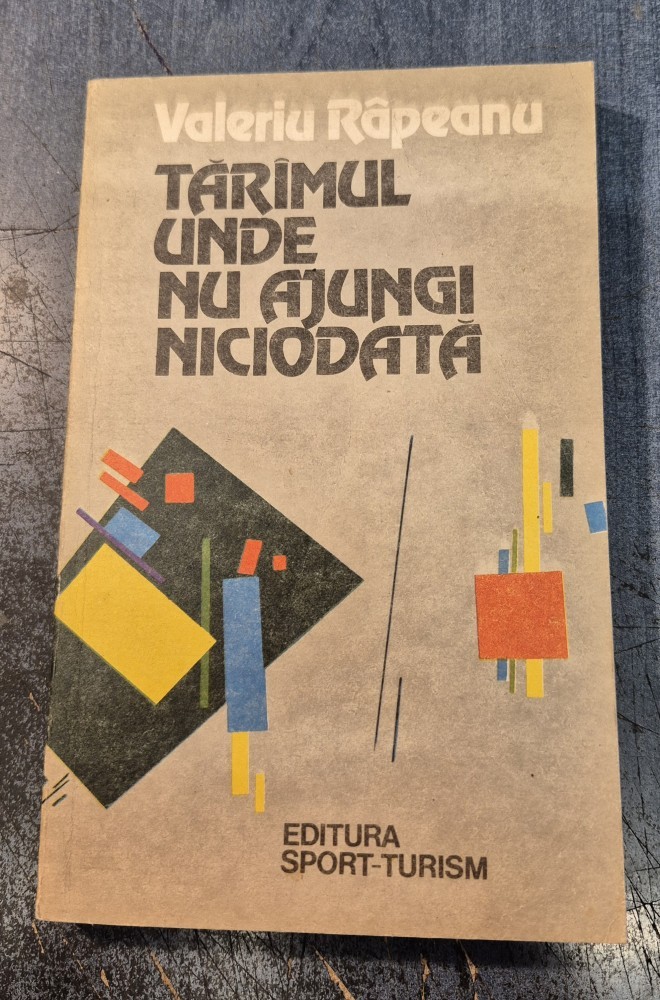 Valeriu Râpeanu
TĂRÎMUL
UNDE
NU AJUNGI
NICIODATĂ
EDITURA
SPORT-TURISM